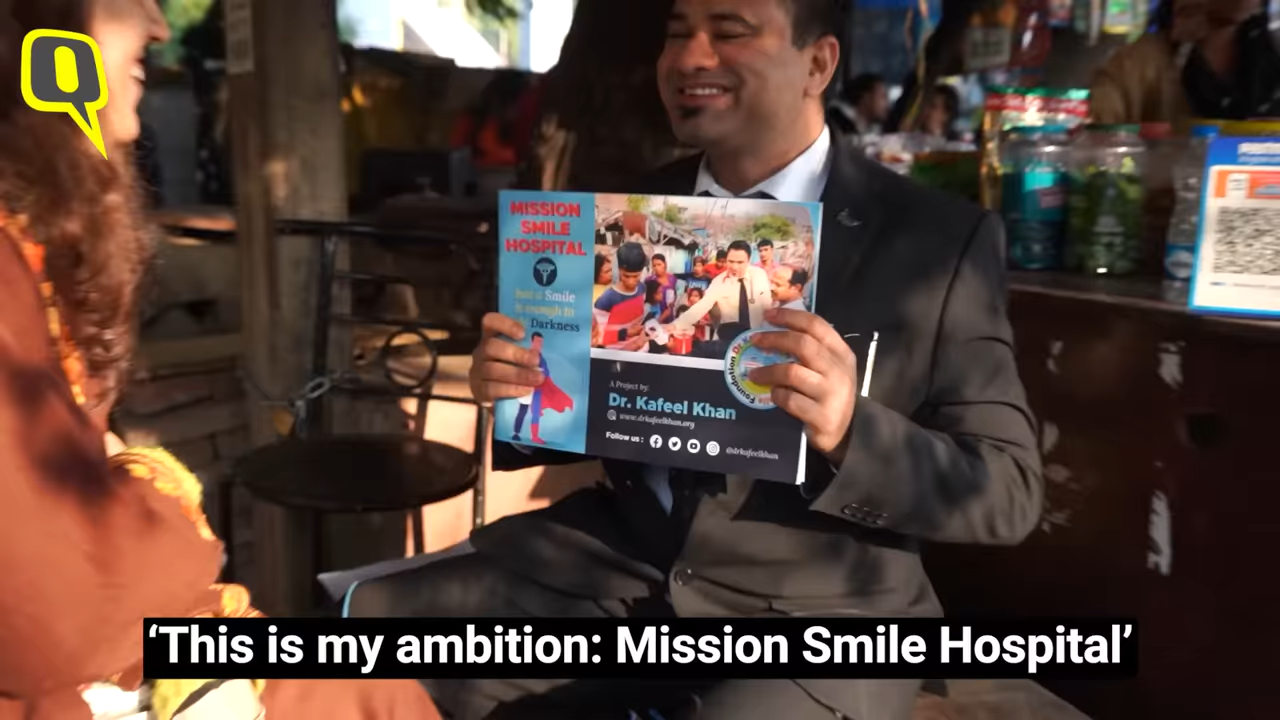 MISSION
SMILE
HOSPITAL
Just a Smile
is enough to
Darkness
A Project by:
Dr. Kafeel Khan
www.drkafeelkhan.org
Follow us :
@drkafeelkhan
Foundation
‘This is my ambition: Mission Smile Hospital’